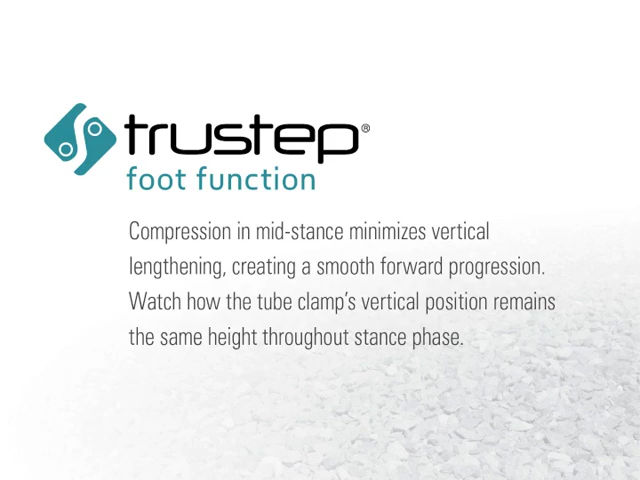 trustep®
foot function
Compression in mid-stance minimizes vertical
lengthening, creating a smooth forward progression.
Watch how the tube clamp's vertical position remains
the same height throughout stance phase.